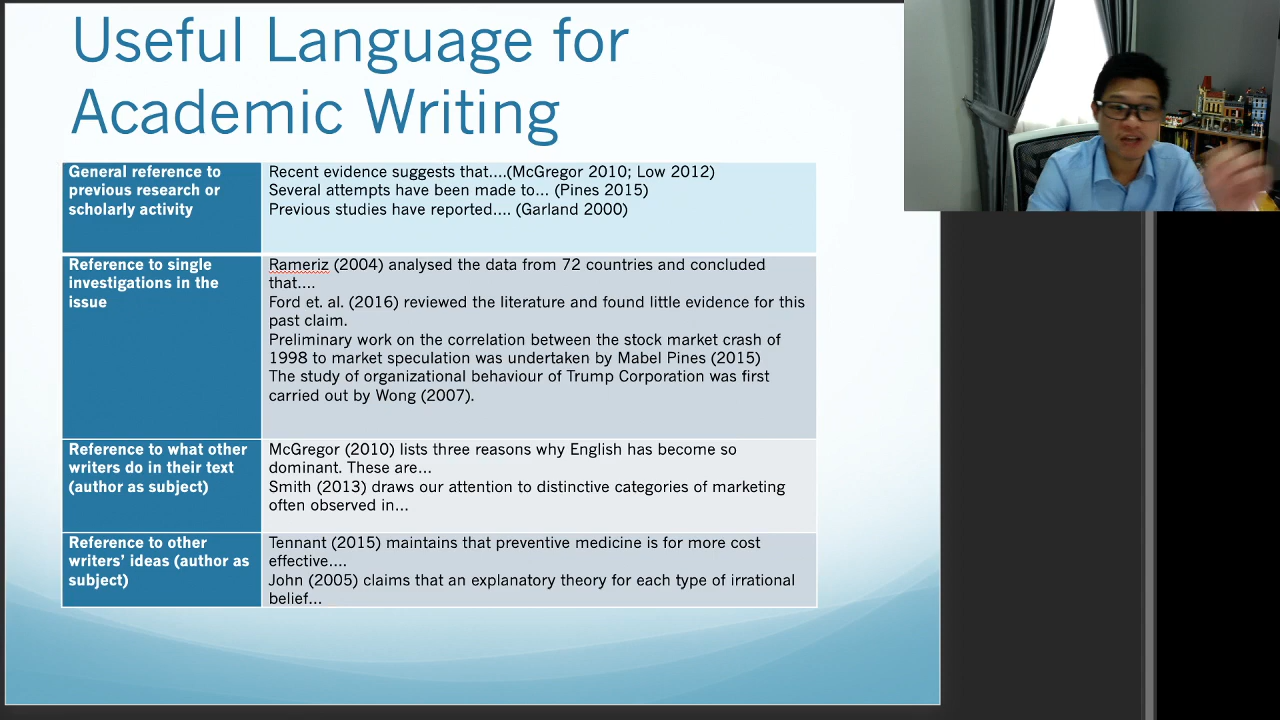 Useful Language for
Academic Writing
General reference to
previous research or
scholarly activity
Recent evidence suggests that....(McGregor 2010; Low 2012)
Several attempts have been made to... (Pines 2015)
Previous studies have reported.... (Garland 2000)
Reference to single
investigations in the
issue
Rameriz (2004) analysed the data from 72 countries and concluded
that....
Ford et. al. (2016) reviewed the literature and found little evidence for this
past claim.
Preliminary work on the correlation between the stock market crash of
1998 to market speculation was undertaken by Mabel Pines (2015)
The study of organizational behaviour of Trump Corporation was first
carried out by Wong (2007).
Reference to what other
writers do in their text
(author as subject)
McGregor (2010) lists three reasons why English has become so
dominant. These are...
Smith (2013) draws our attention to distinctive categories of marketing
often observed in...
Reference to other
writers’ ideas (author as
subject)
Tennant (2015) maintains that preventive medicine is for more cost
effective....
John (2005) claims that an explanatory theory for each type of irrational
belief...